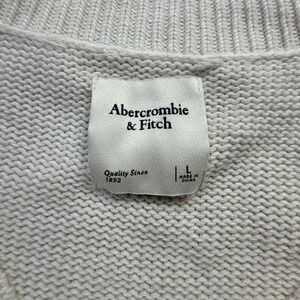 Abercrombie
& Fitch
Quality Since
1892
L
MADE IN
CHINA